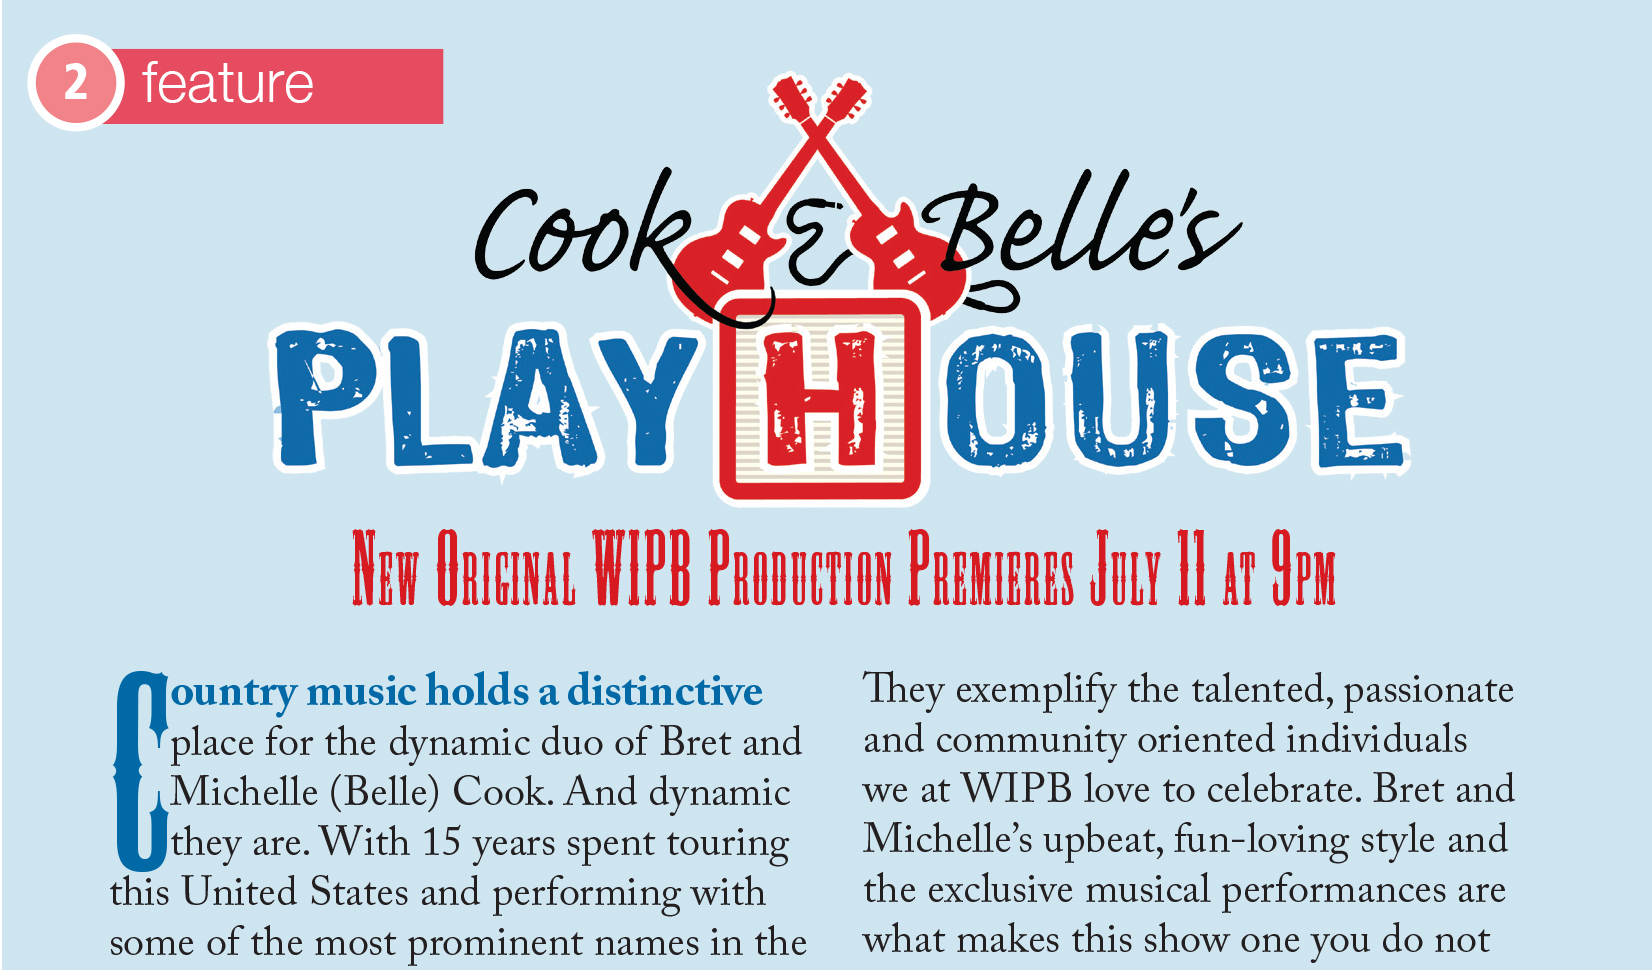 2 feature
Cook & Belle's
PLAYHOUSE
New Original WIPB Production Premieres July 11 at 9pm
Country music holds a distinctive
place for the dynamic duo of Bret and
Michelle (Belle) Cook. And dynamic
they are. With 15 years spent touring
this United States and performing with
some of the most prominent names in the
They exemplify the talented, passionate
and community oriented individuals
we at WIPB love to celebrate. Bret and
Michelle’s upbeat, fun-loving style and
the exclusive musical performances are
what makes this show one you do not